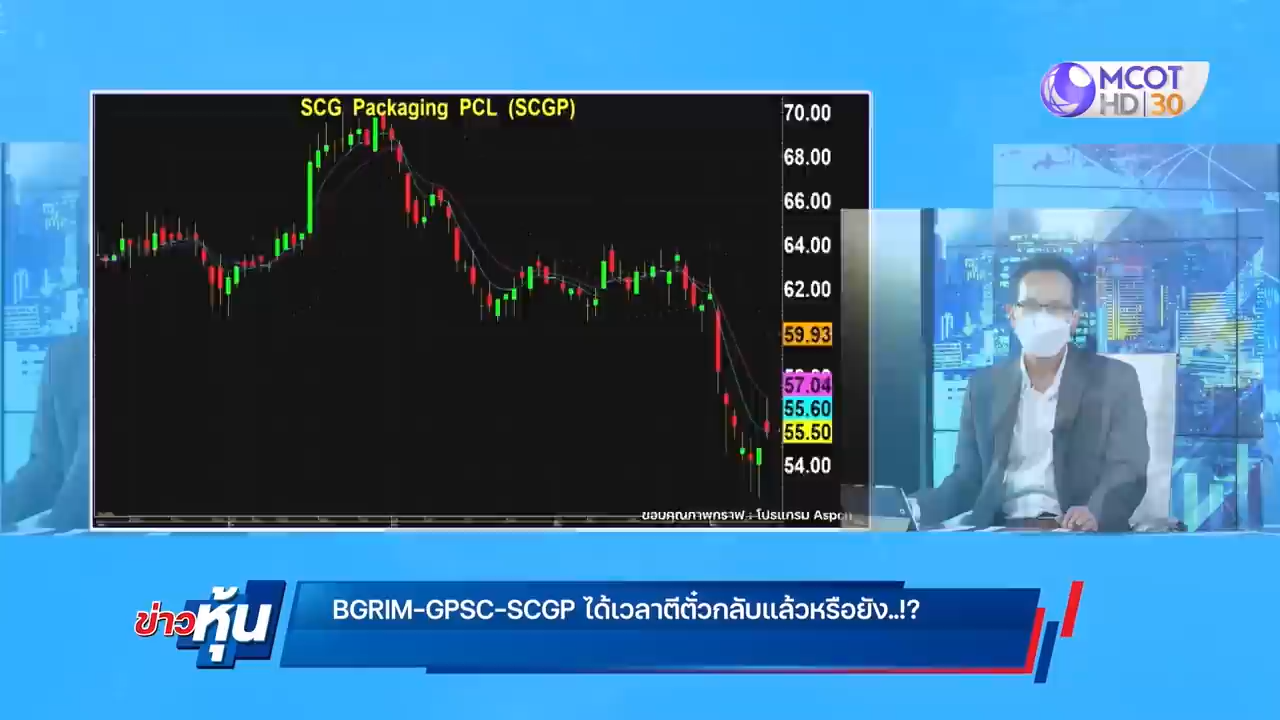 MCOT
HD 30
SCG Packaging PCL (SCGP)
70.00
68.00
66.00
64.00
62.00
59.93
57.04
55.60
55.50
54.00
ขอบคุณภาพกราฟ : โปรแกรม Aspen
ข่าวหุ้น
BGRIM-GPSC-SCGP ได้เวลาตีตั๋วกลับแล้วหรือยัง..!?